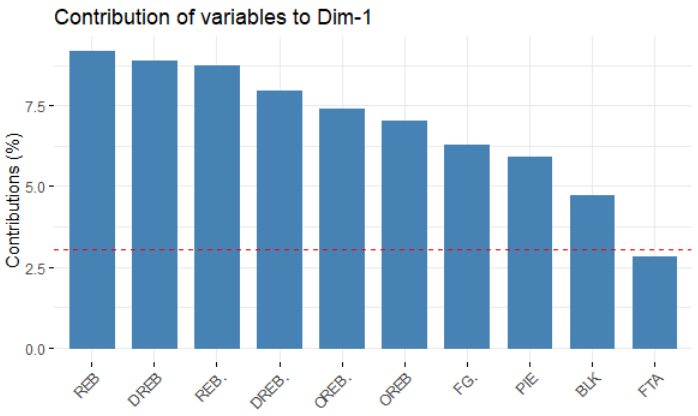 Contribution of variables to Dim-1
Contributions (%)
7.5
5.0
2.5
0.0
REB
DREB
REB.
DREB.
OREB.
OREB
FG.
PIE
BLK
FTA